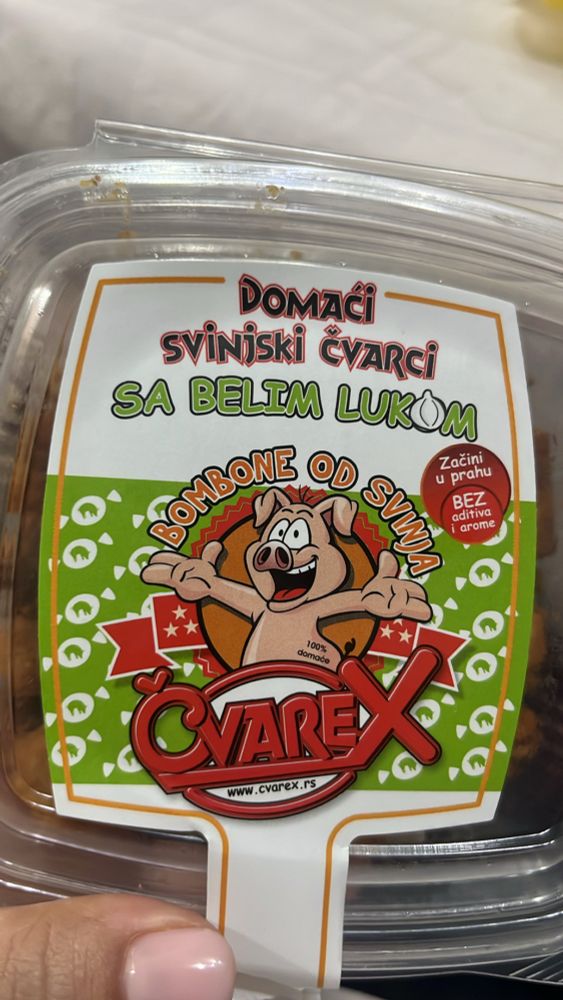 Domaći
svinjski čvarci
SA BELIM LUKOM
BOMBONE OD SVINJA
Začini
u prahu
BEZ
aditiva
i arome
100%
domaće
ČVAREX
www.cvarex.rs